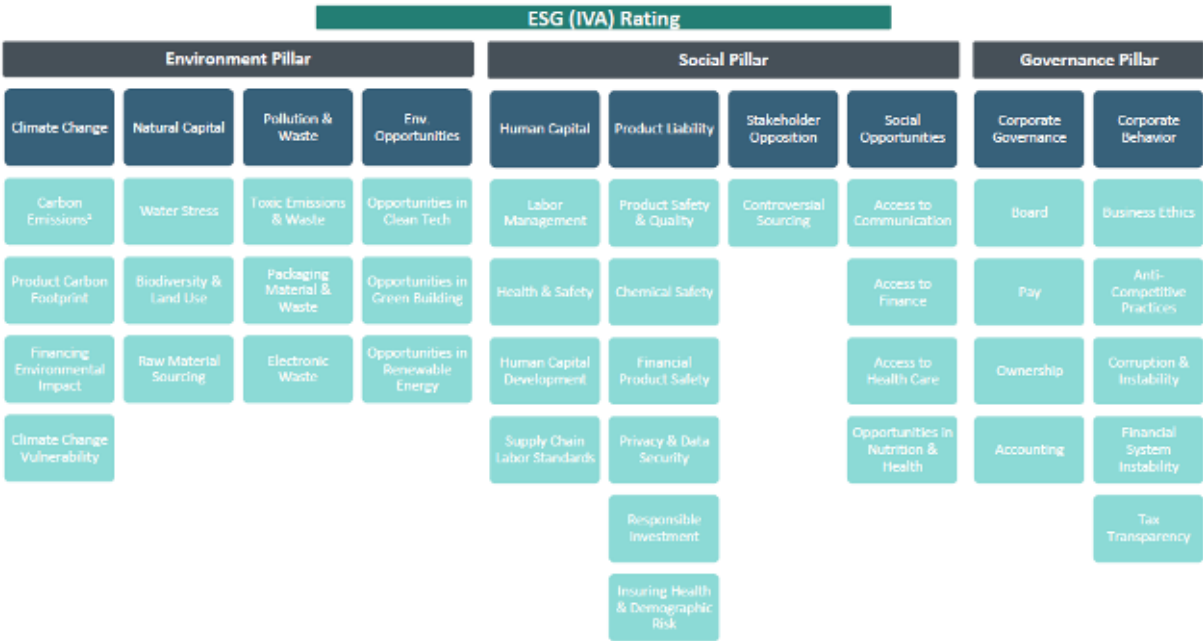 ESG (IVA) Rating
Environment Pillar
Social Pillar
Governance Pillar
Climate Change
Natural Capital
Pollution &
Waste
Env.
Opportunities
Human Capital
Product Liability
Stakeholder
Opposition
Social
Opportunities
Corporate
Governance
Corporate
Behavior
Carbon
Emissions²
Water Stress
Toxic Emissions
& Waste
Opportunities in
Clean Tech
Labor
Management
Product Safety
& Quality
Controversial
Sourcing
Access to
Communication
Board
Business Ethics
Product Carbon
Footprint
Biodiversity &
Land Use
Packaging
Material &
Waste
Opportunities in
Green Building
Health & Safety
Chemical Safety
Access to
Finance
Pay
Anti-
Competitive
Practices
Financing
Environmental
Impact
Raw Material
Sourcing
Electronic
Waste
Opportunities in
Renewable
Energy
Human Capital
Development
Financial
Product Safety
Access to
Health Care
Ownership
Corruption &
Instability
Climate Change
Vulnerability
Supply Chain
Labor Standards
Privacy & Data
Security
Opportunities in
Nutrition &
Health
Accounting
Financial
System
Instability
Responsible
Investment
Tax
Transparency
Insuring Health
& Demographic
Risk